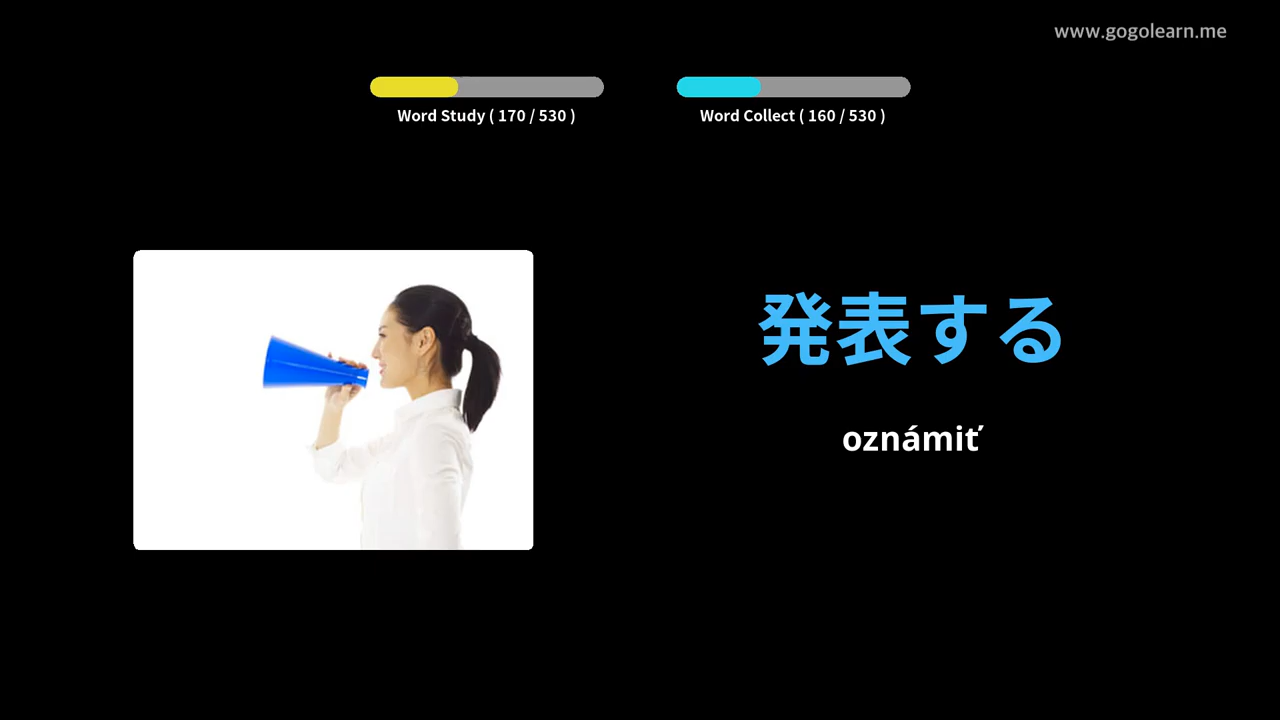 www.gogolearn.me
Word Study ( 170 / 530 )
Word Collect ( 160 / 530 )
発表する
oznámiť